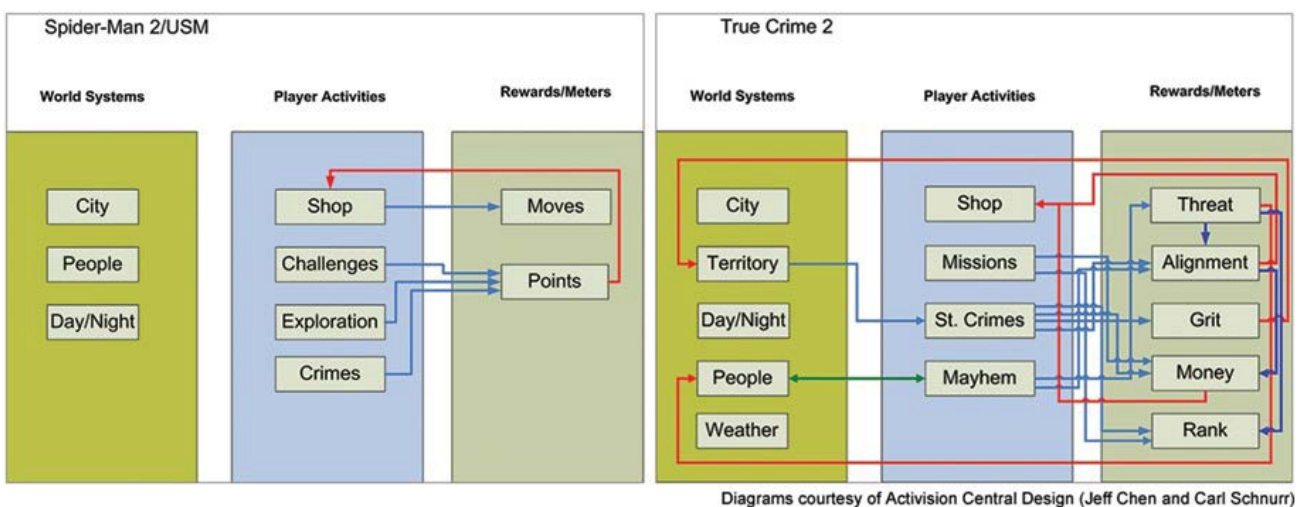 Spider-Man 2/USM
World Systems
Player Activities
Rewards/Meters
City
People
Day/Night
Shop
Challenges
Exploration
Crimes
Moves
Points
True Crime 2
World Systems
Player Activities
Rewards/Meters
City
Territory
Day/Night
People
Weather
Shop
Missions
St. Crimes
Mayhem
Threat
Alignment
Grit
Money
Rank
Diagrams courtesy of Activision Central Design (Jeff Chen and Carl Schnurr)